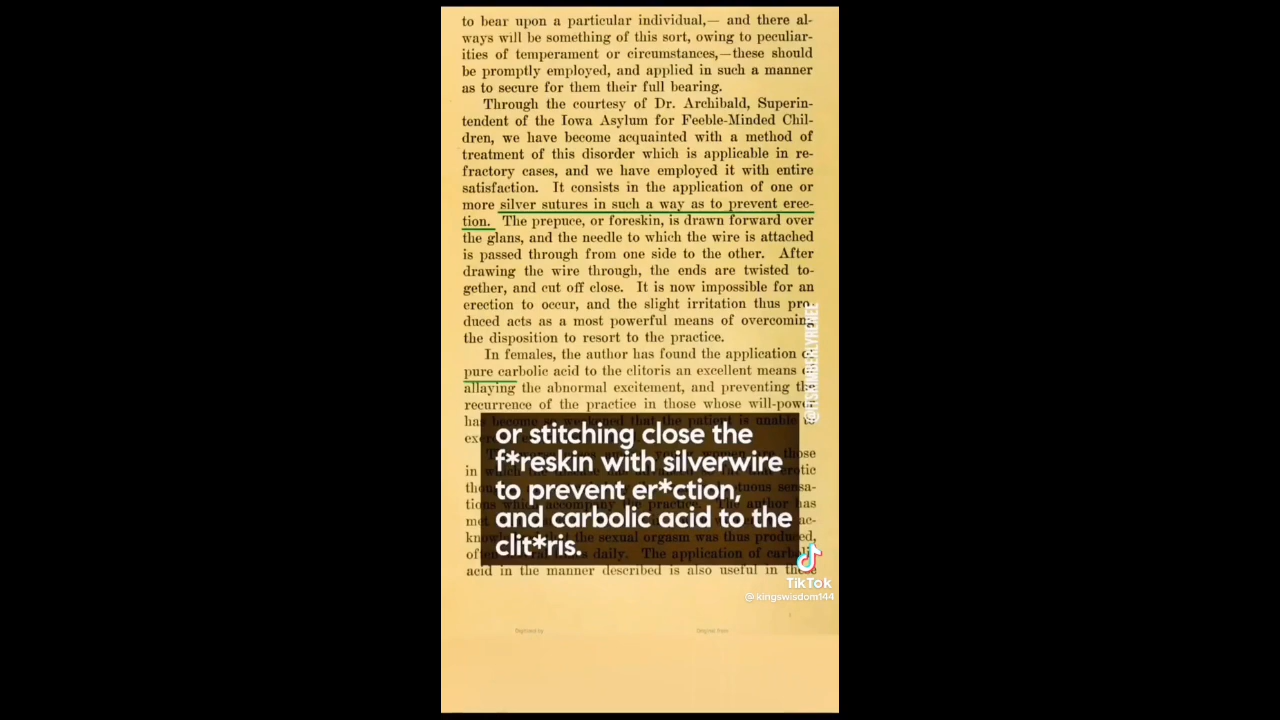 to bear upon a particular individual,— and there al-
ways will be something of this sort, owing to peculiar-
ities of temperament or circumstances,—these should
be promptly employed, and applied in such a manner
as to secure for them their full bearing.
Through the courtesy of Dr. Archibald, Superin-
tendent of the Iowa Asylum for Feeble-Minded Chil-
dren, we have become acquainted with a method of
treatment of this disorder which is applicable in re-
fractory cases, and we have employed it with entire
satisfaction. It consists in the application of one or
more silver sutures in such a way as to prevent erec-
tion. The prepuce, or foreskin, is drawn forward over
the glans, and the needle to which the wire is attached
is passed through from one side to the other. After
drawing the wire through, the ends are twisted to-
gether, and cut off close. It is now impossible for an
erection to occur, and the slight irritation thus pro-
duced acts as a most powerful means of overcoming
the disposition to resort to the practice.
In females, the author has found the application
pure carbolic acid to the clitoris an excellent means
allaying the abnormal excitement, and preventing the
recurrence of the practice in those whose will-power
has become
those
in erotic
sensa-
has
met ac-
the sexual orgasm was thus produced,
daily. The application of
acid in the manner described is also useful in these
or stitching close the
f*reskin with silverwire
to prevent er*ction,
and carbolic acid to the
clit*ris.
@ITSKIMBERLYRENEE
TikTok
@kingswisdom144